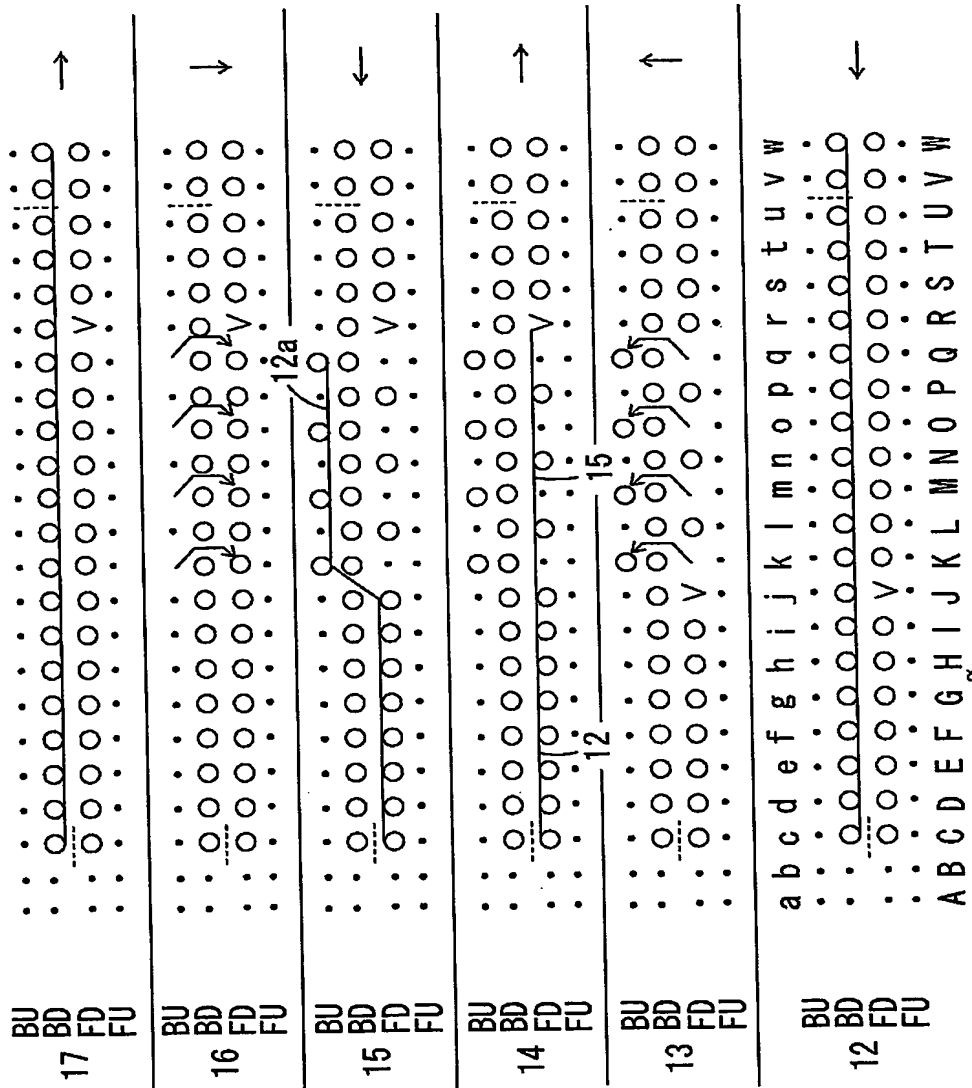 BU
BD
FD
FU
17
BU
BD
FD
FU
16
12a
BU
BD
FD
FU
15
BU
BD
FD
FU
14
12
15
BU
BD
FD
FU
13
a b c d e f g h i j k l m n o p q r s t u v w
BU
BD
FD
FU
12
A B C D E F G H I J K L M N O P Q R S T U V W